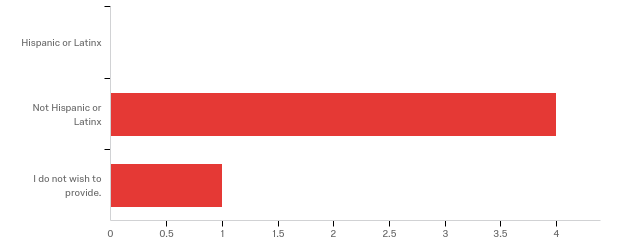 Hispanic or Latinx
Not Hispanic or
Latinx
I do not wish to
provide.
0 0.5 1 1.5 2 2.5 3 3.5 4